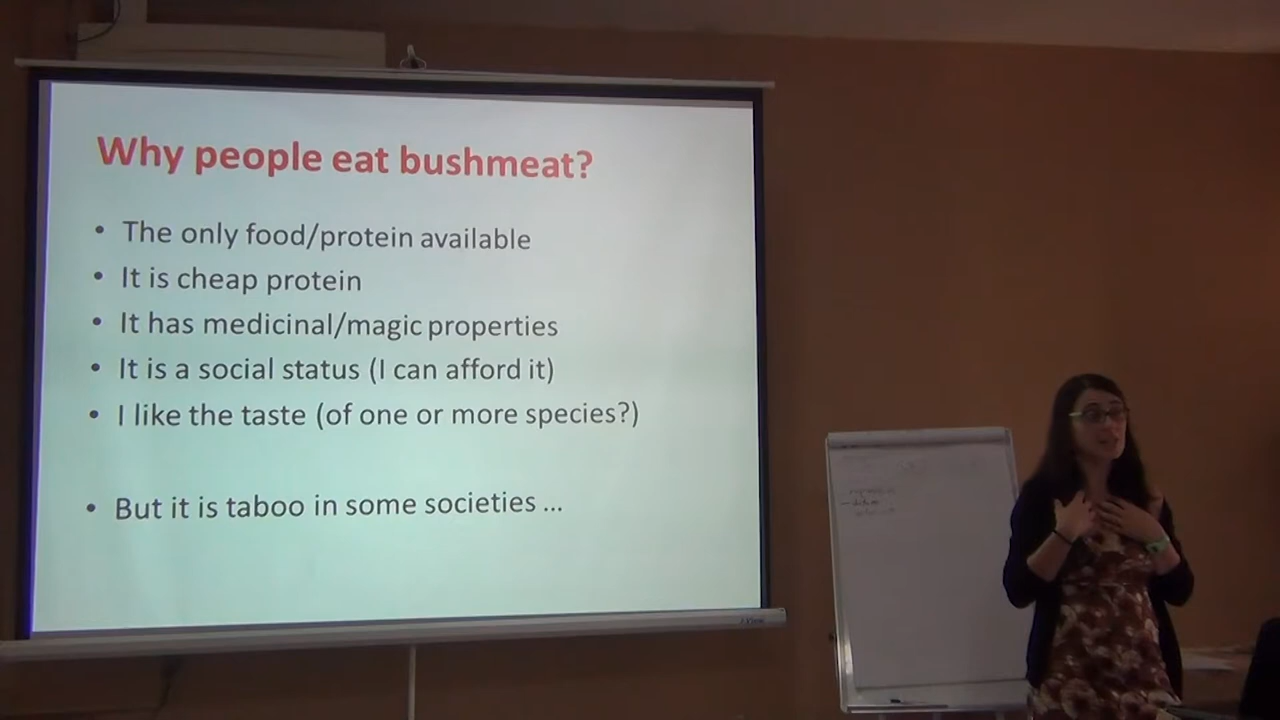 Why people eat bushmeat?
• The only food/protein available
• It is cheap protein
• It has medicinal/magic properties
• It is a social status (I can afford it)
• I like the taste (of one or more species?)
• But it is taboo in some societies ...